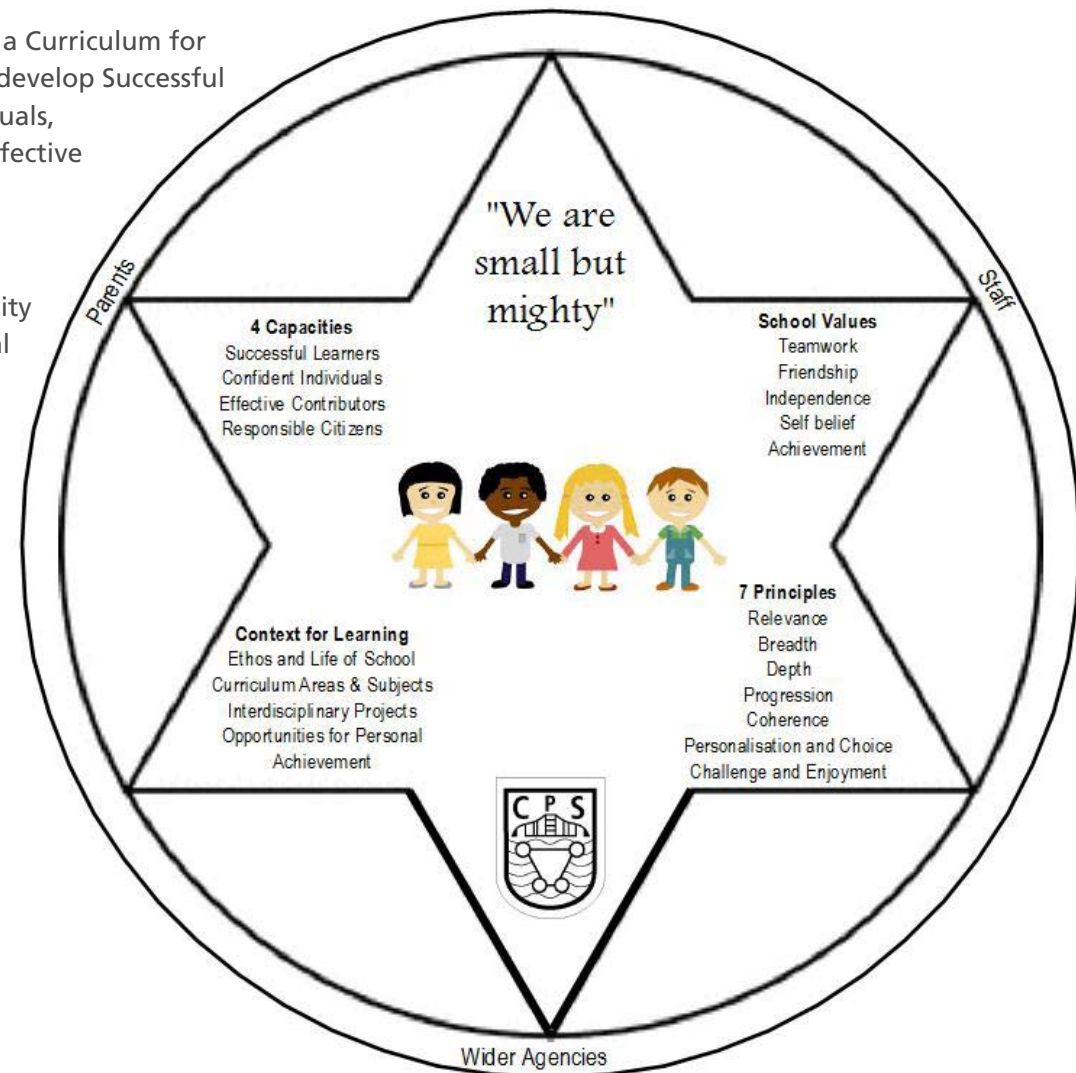 a Curriculum for
develop Successful
uals,
ffective
ity
al
Parents
Staff
"We are
small but
mighty"
4 Capacities
Successful Learners
Confident Individuals
Effective Contributors
Responsible Citizens
School Values
Teamwork
Friendship
Independence
Self belief
Achievement
Context for Learning
Ethos and Life of School
Curriculum Areas & Subjects
Interdisciplinary Projects
Opportunities for Personal
Achievement
7 Principles
Relevance
Breadth
Depth
Progression
Coherence
Personalisation and Choice
Challenge and Enjoyment
C P S
Wider Agencies